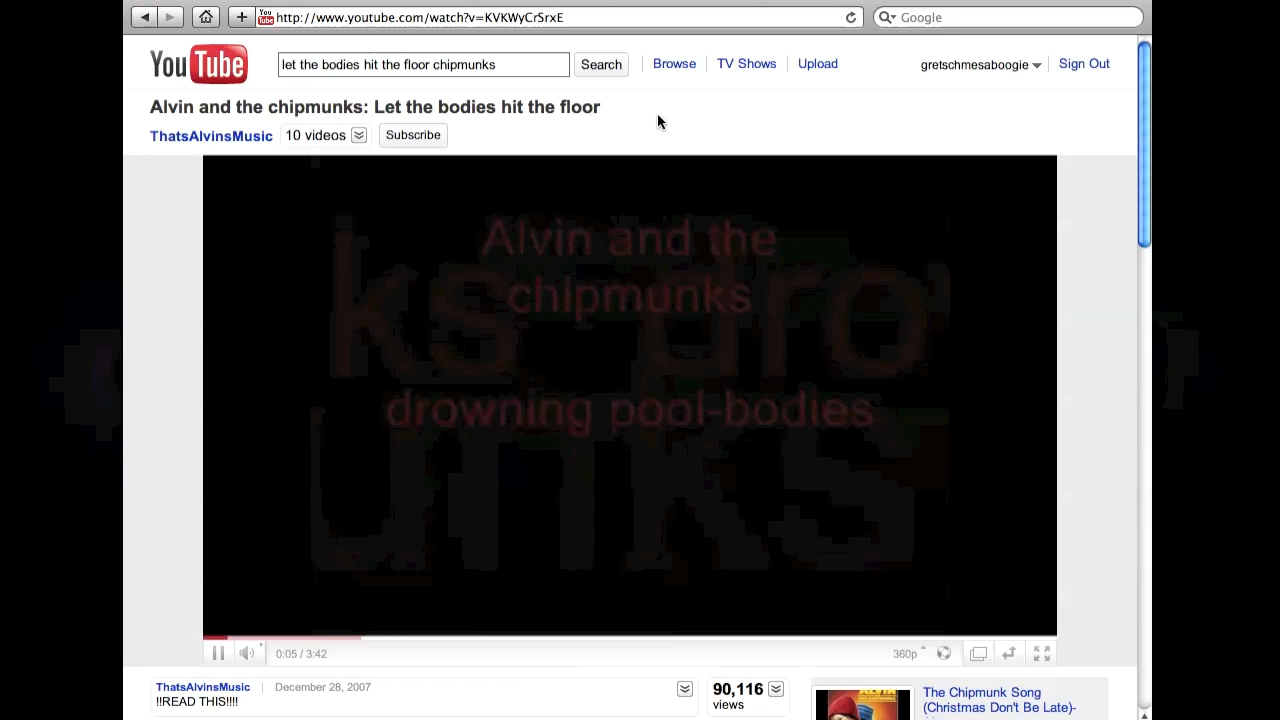 http://www.youtube.com/watch?v=KVKWyCrSrxE
Google
YouTube
let the bodies hit the floor chipmunks
Search
Browse
TV Shows
Upload
gretschmesaboogie
Sign Out
Alvin and the chipmunks: Let the bodies hit the floor
ThatsAlvinsMusic
10 videos
Subscribe
Alvin and the
chipmunks
drowning pool-bodies
0:05 / 3:42
360p
ThatsAlvinsMusic
December 28, 2007
!!READ THIS!!!!
90,116
views
The Chipmunk Song
(Christmas Don't Be Late)-